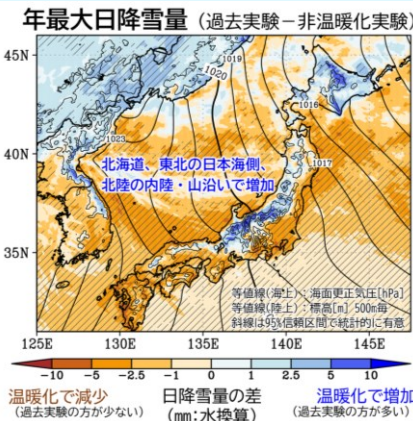 年最大日降雪量（過去実験－非温暖化実験）
45N
40N
35N
1019
1020
1016
1023
1017
北海道、東北の日本海側、
北陸の内陸・山沿いで増加
等値線(海上)：海面更正気圧[hPa]
等値線(陸上)：標高[m] 500m毎
斜線は95%信頼区間で統計的に有意
125E 130E 135E 140E 145E
-10 -5 -2.5 -1 0 1 2.5 5 10
温暖化で減少 日降雪量の差 温暖化で増加
(過去実験の方が少ない) (mm:水換算) (過去実験の方が多い)